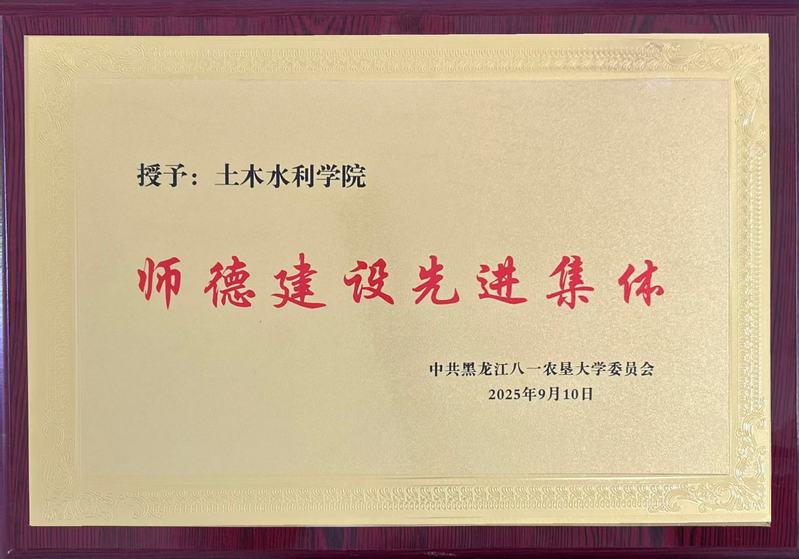 授予：土木水利学院
师德建设先进集体
中共黑龙江八一农垦大学委员会
2025年9月10日